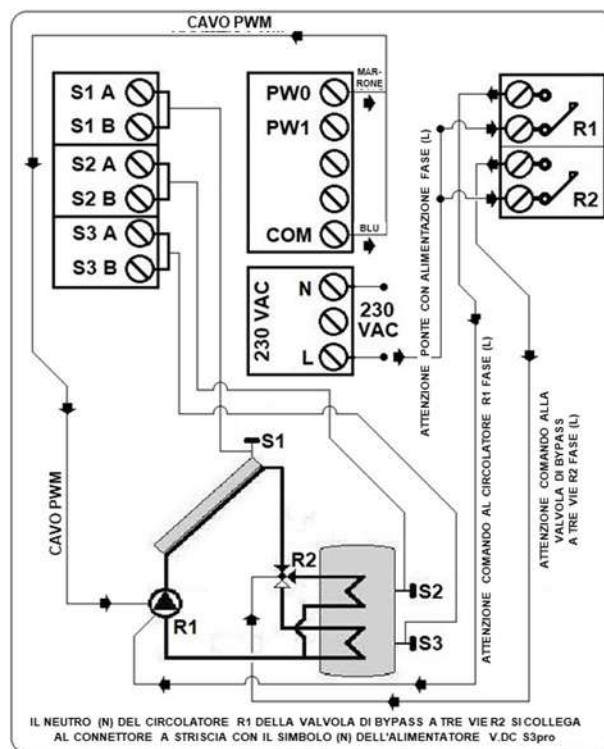 CAVO PWM
S1 A
S1 B
S2 A
S2 B
S3 A
S3 B
PW0
PW1
COM
MAR-
RONE
BLU
230 VAC
N
L
230
VAC
R1
R2
ATTENZIONE PONTE CON ALIMENTAZIONE FASE (L)
ATTENZIONE COMANDO AL CIRCOLATORE R1 FASE (L)
ATTENZIONE COMANDO ALLA
VALVOLA DI BYPASS
A TRE VIE R2 FASE (L)
CAVO PWM
S1
R2
R1
S2
S3
IL NEUTRO (N) DEL CIRCOLATORE R1 DELLA VALVOLA DI BYPASS A TRE VIE R2 SI COLLEGA
AL CONNETTORE A STRISCIA CON IL SIMBOLO (N) DELL'ALIMENTATORE V.DC S3pro